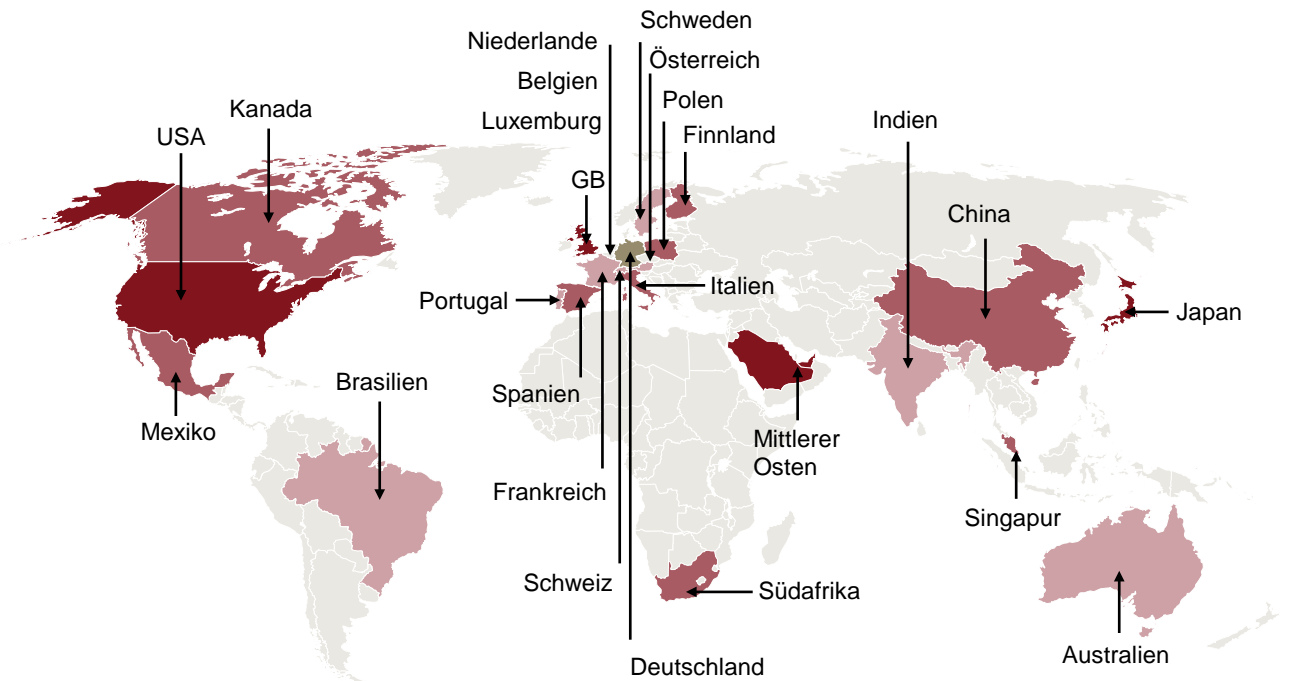 Schweden
Niederlande
Österreich
Belgien
Polen
Kanada
Luxemburg
Finnland
USA
Indien
GB
China
Italien
Portugal
Japan
Brasilien
Spanien
Mexiko
Mittlerer
Osten
Frankreich
Singapur
Schweiz
Südafrika
Australien
Deutschland